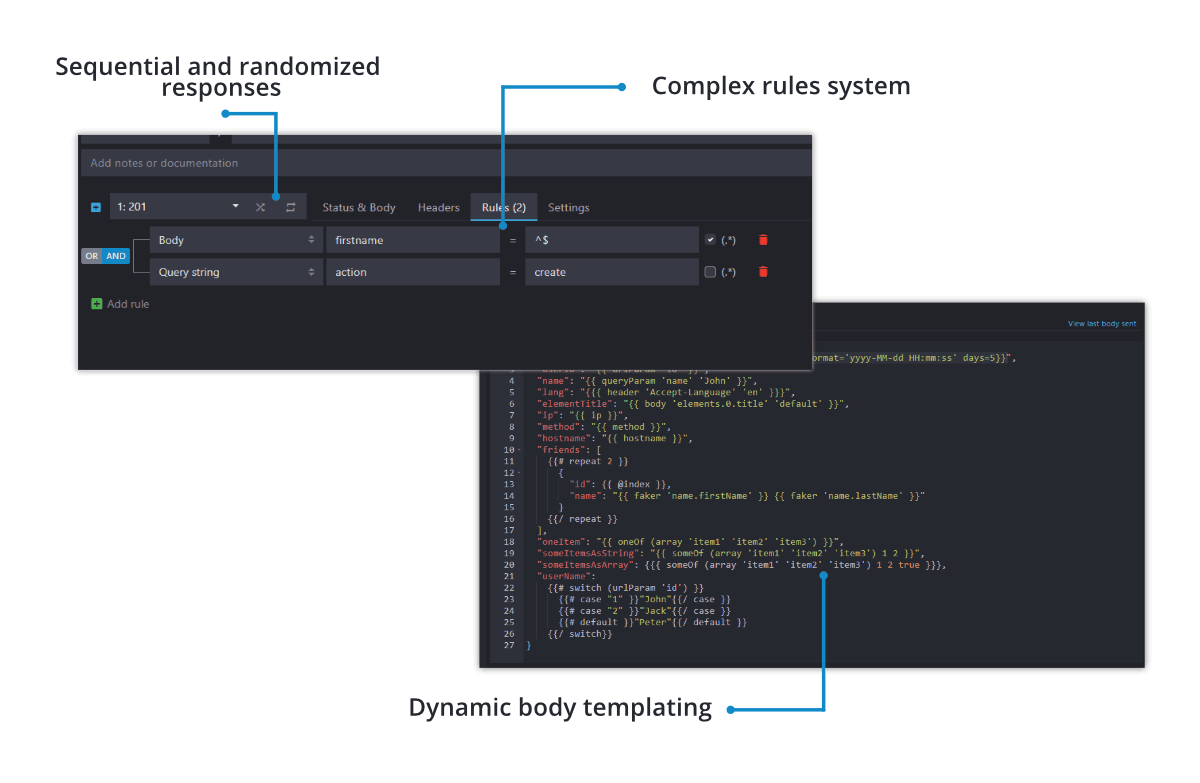 Sequential and randomized
responses
Complex rules system
Add notes or documentation
1: 201
Status & Body
Headers
Rules (2)
Settings
Body
firstname
=
^$
(.*)
OR AND
Query string
action
=
create
(.*)
Add rule
View last body sent
ormat='yyyy-MM-dd HH:mm:ss' days=5}}",
4 "name": "{{ queryParam 'name' 'John' }}",
5 "lang": "{{{ header 'Accept-Language' 'en' }}}",
6 "elementTitle": "{{ body 'elements.0.title' 'default' }}",
7 "ip": "{{ ip }}",
8 "method": "{{ method }}",
9 "hostname": "{{ hostname }}",
10 "friends": [
11 {{# repeat 2 }}
12 {
13 "id": {{ @index }},
14 "name": "{{ faker 'name.firstName' }} {{ faker 'name.lastName' }}"
15 }
16 {{/ repeat }}
17 ],
18 "oneItem": "{{ oneOf (array 'item1' 'item2' 'item3') }}",
19 "someItemsAsString": "{{ someOf (array 'item1' 'item2' 'item3') 1 2 }}",
20 "someItemsAsArray": {{{ someOf (array 'item1' 'item2' 'item3') 1 2 true }}},
21 "userName":
22 {{# switch (urlParam 'id') }}
23 {{# case "1" }}"John"{{/ case }}
24 {{# case "2" }}"Jack"{{/ case }}
25 {{# default }}"Peter"{{/ default }}
26 {{/ switch}}
27 }
Dynamic body templating